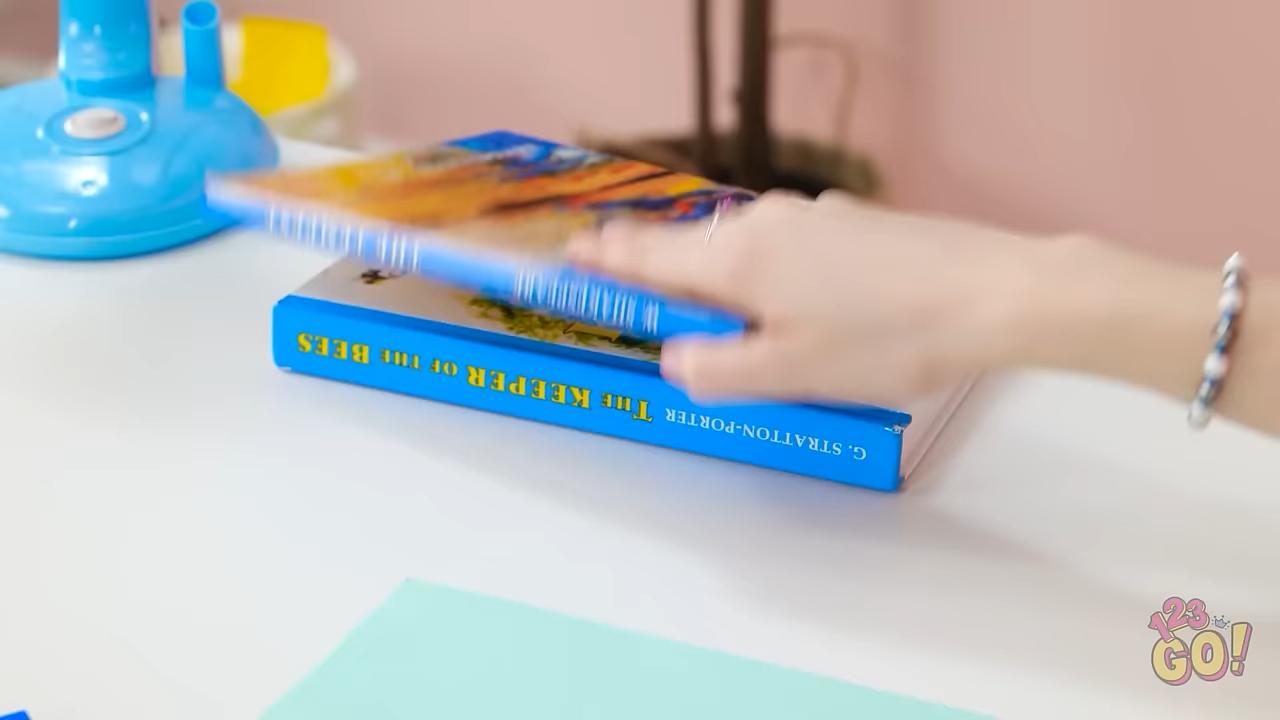 G. STRATTON-PORTER THE KEEPER OF THE BEES
123
GO!